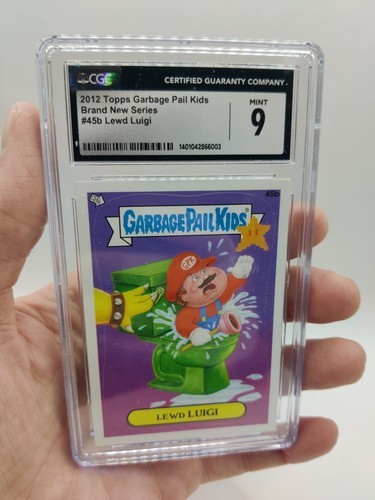 CGC
CERTIFIED GUARANTY COMPANY
2012 Topps Garbage Pail Kids
Brand New Series
#45b Lewd Luigi
MINT
9
1401042866003
45b
GARBAGE PAIL KIDS
GPK
LEWD LUIGI